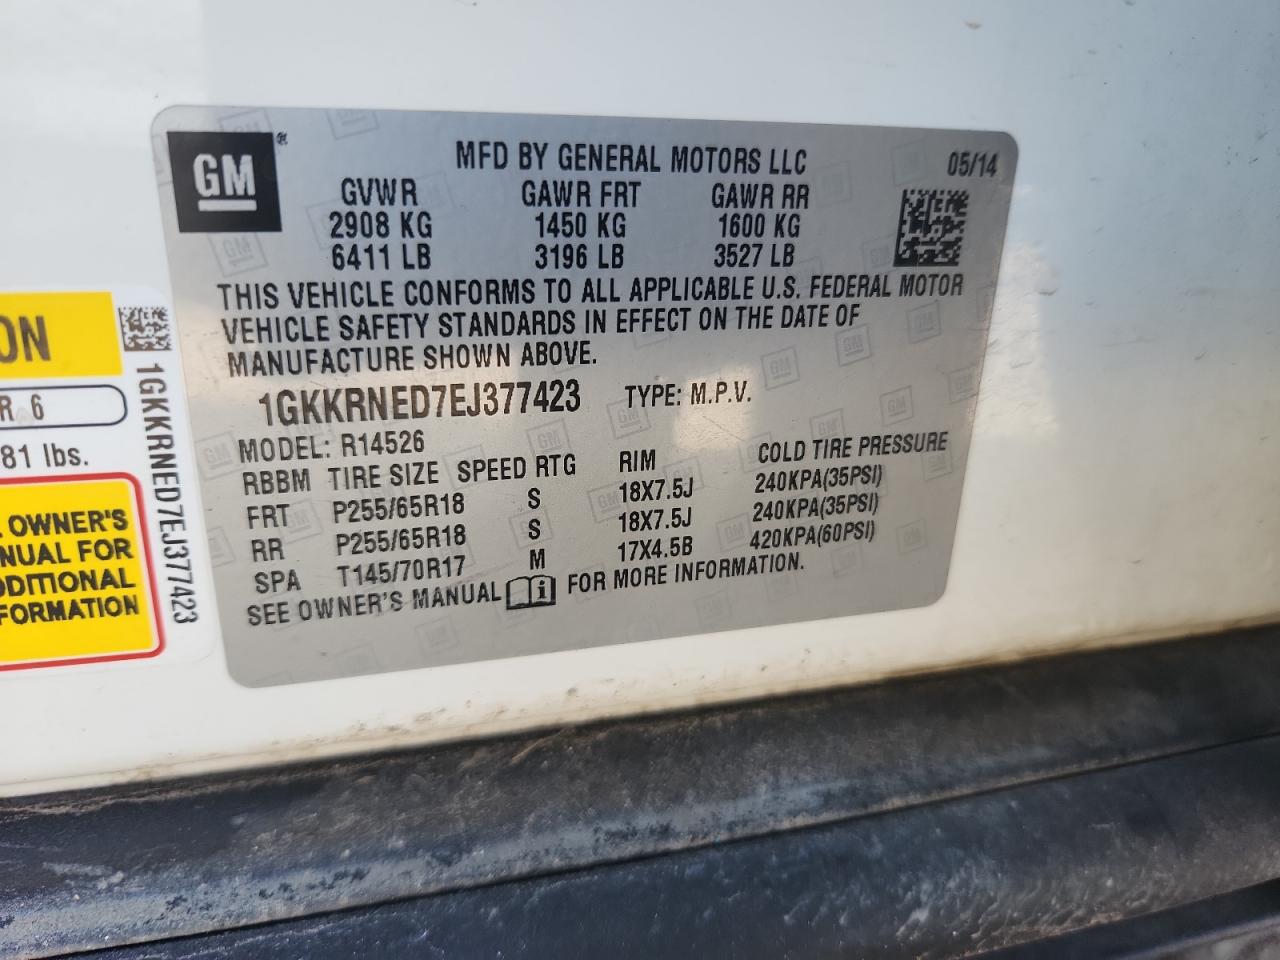 GM
MFD BY GENERAL MOTORS LLC 05/14
GVWR GAWR FRT GAWR RR
2908 KG 1450 KG 1600 KG
6411 LB 3196 LB 3527 LB
THIS VEHICLE CONFORMS TO ALL APPLICABLE U.S. FEDERAL MOTOR
VEHICLE SAFETY STANDARDS IN EFFECT ON THE DATE OF
MANUFACTURE SHOWN ABOVE.
1GKKRNED7EJ377423 TYPE: M.P.V.
MODEL: R14526
RBBM TIRE SIZE SPEED RTG RIM COLD TIRE PRESSURE
FRT P255/65R18 S 18X7.5J 240KPA(35PSI)
RR P255/65R18 S 18X7.5J 240KPA(35PSI)
SPA T145/70R17 M 17X4.5B 420KPA(60PSI)
SEE OWNER'S MANUAL FOR MORE INFORMATION.
ON
R 6
81 lbs.
OWNER'S
NUAL FOR
DDITIONAL
FORMATION
1GKKRNED7EJ377423